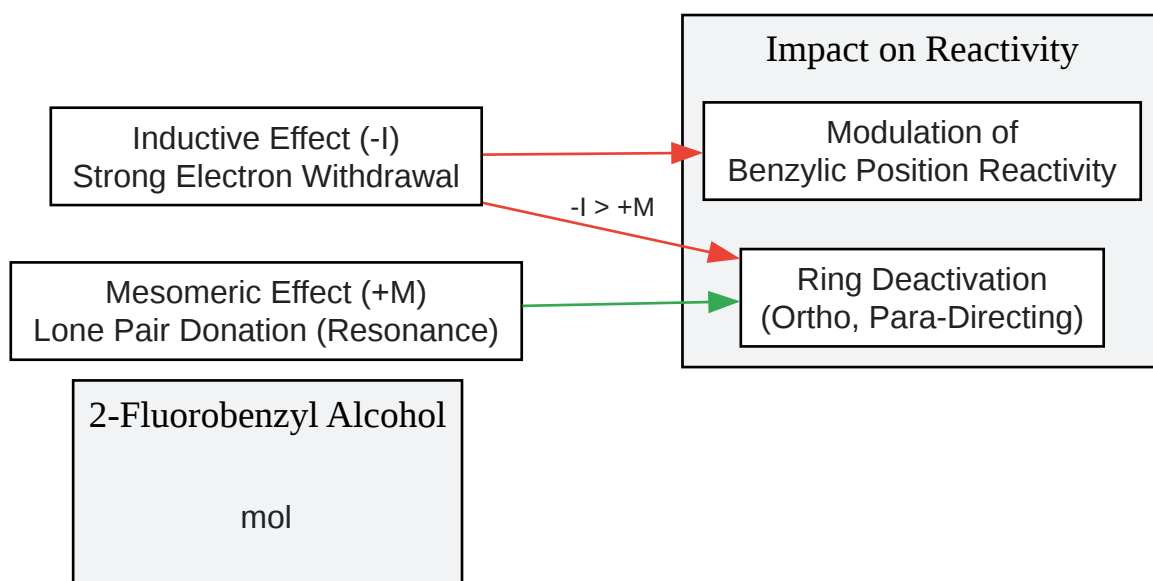 Impact on Reactivity
Inductive Effect (-I)
Strong Electron Withdrawal
Modulation of
Benzylic Position Reactivity
-I > +M
Mesomeric Effect (+M)
Lone Pair Donation (Resonance)
Ring Deactivation
(Ortho, Para-Directing)
2-Fluorobenzyl Alcohol
mol